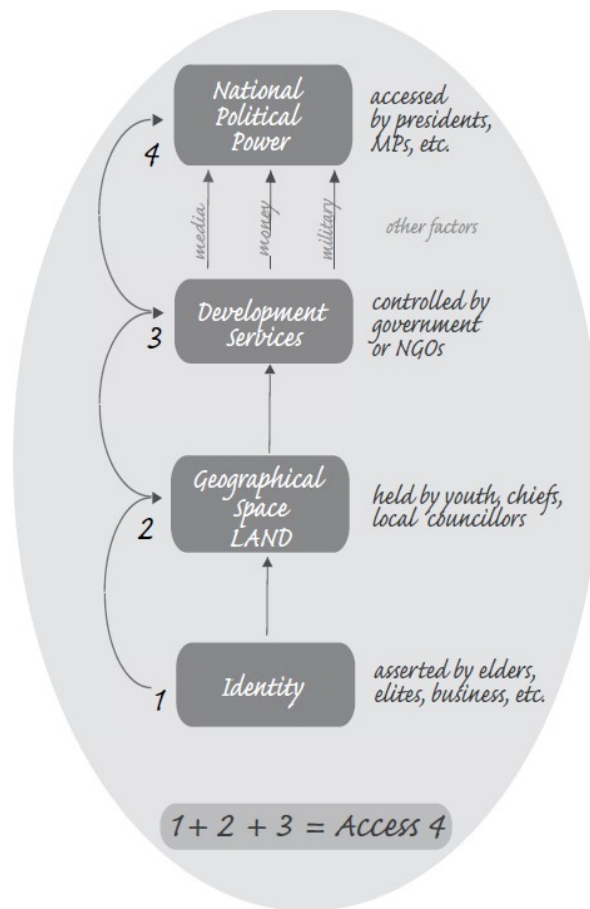 National
Political
Power
accessed
by presidents,
MPs, etc.
4
media
money
military
other factors
Development
Services
controlled by
government
or NGOs
3
Geographical
Space
LAND
held by youth, chiefs,
local councillors
2
Identity
asserted by elders,
elites, business, etc.
1
1 + 2 + 3 = Access 4